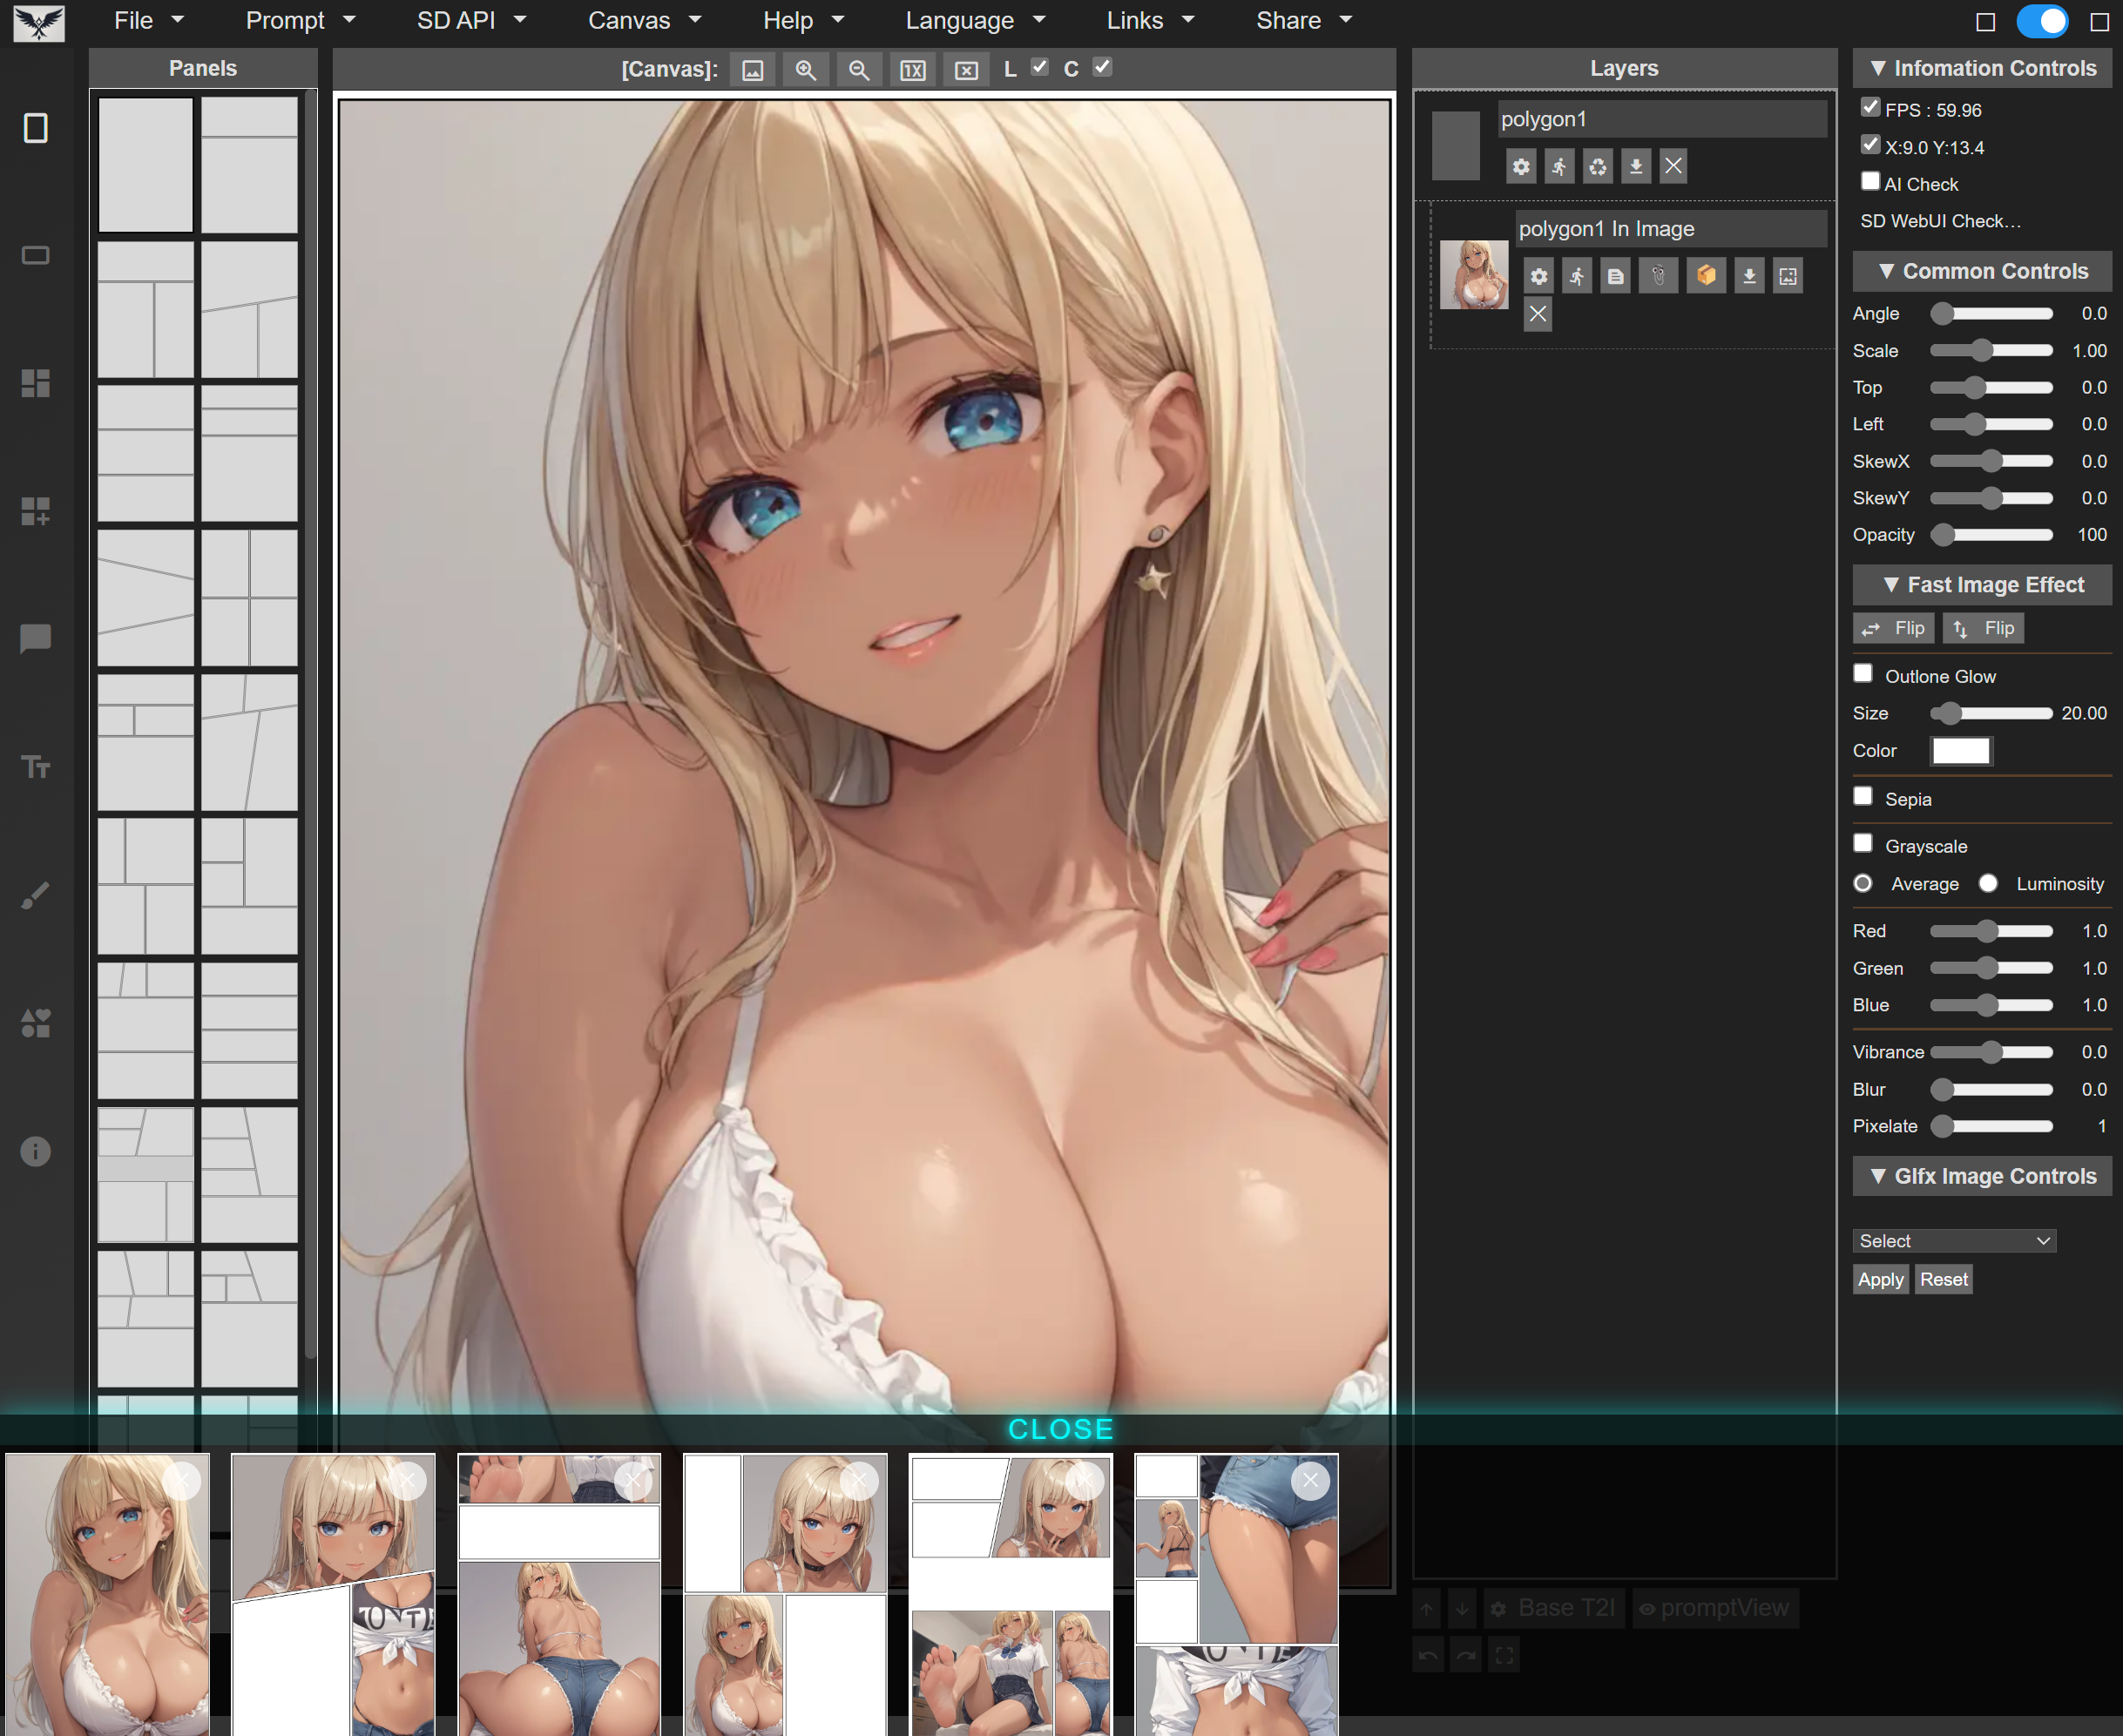 File Prompt SD API Canvas Help Language Links Share
Panels
[Canvas]: 1X L C
Layers
polygon1
polygon1 In Image
▼ Infomation Controls
FPS : 59.96
X:9.0 Y:13.4
AI Check
SD WebUI Check...
▼ Common Controls
Angle 0.0
Scale 1.00
Top 0.0
Left 0.0
SkewX 0.0
SkewY 0.0
Opacity 100
▼ Fast Image Effect
Flip Flip
Outlone Glow
Size 20.00
Color
Sepia
Grayscale
Average Luminosity
Red 1.0
Green 1.0
Blue 1.0
Vibrance 0.0
Blur 0.0
Pixelate 1
▼ Glfx Image Controls
Select
Apply Reset
CLOSE
Base T2I promptView